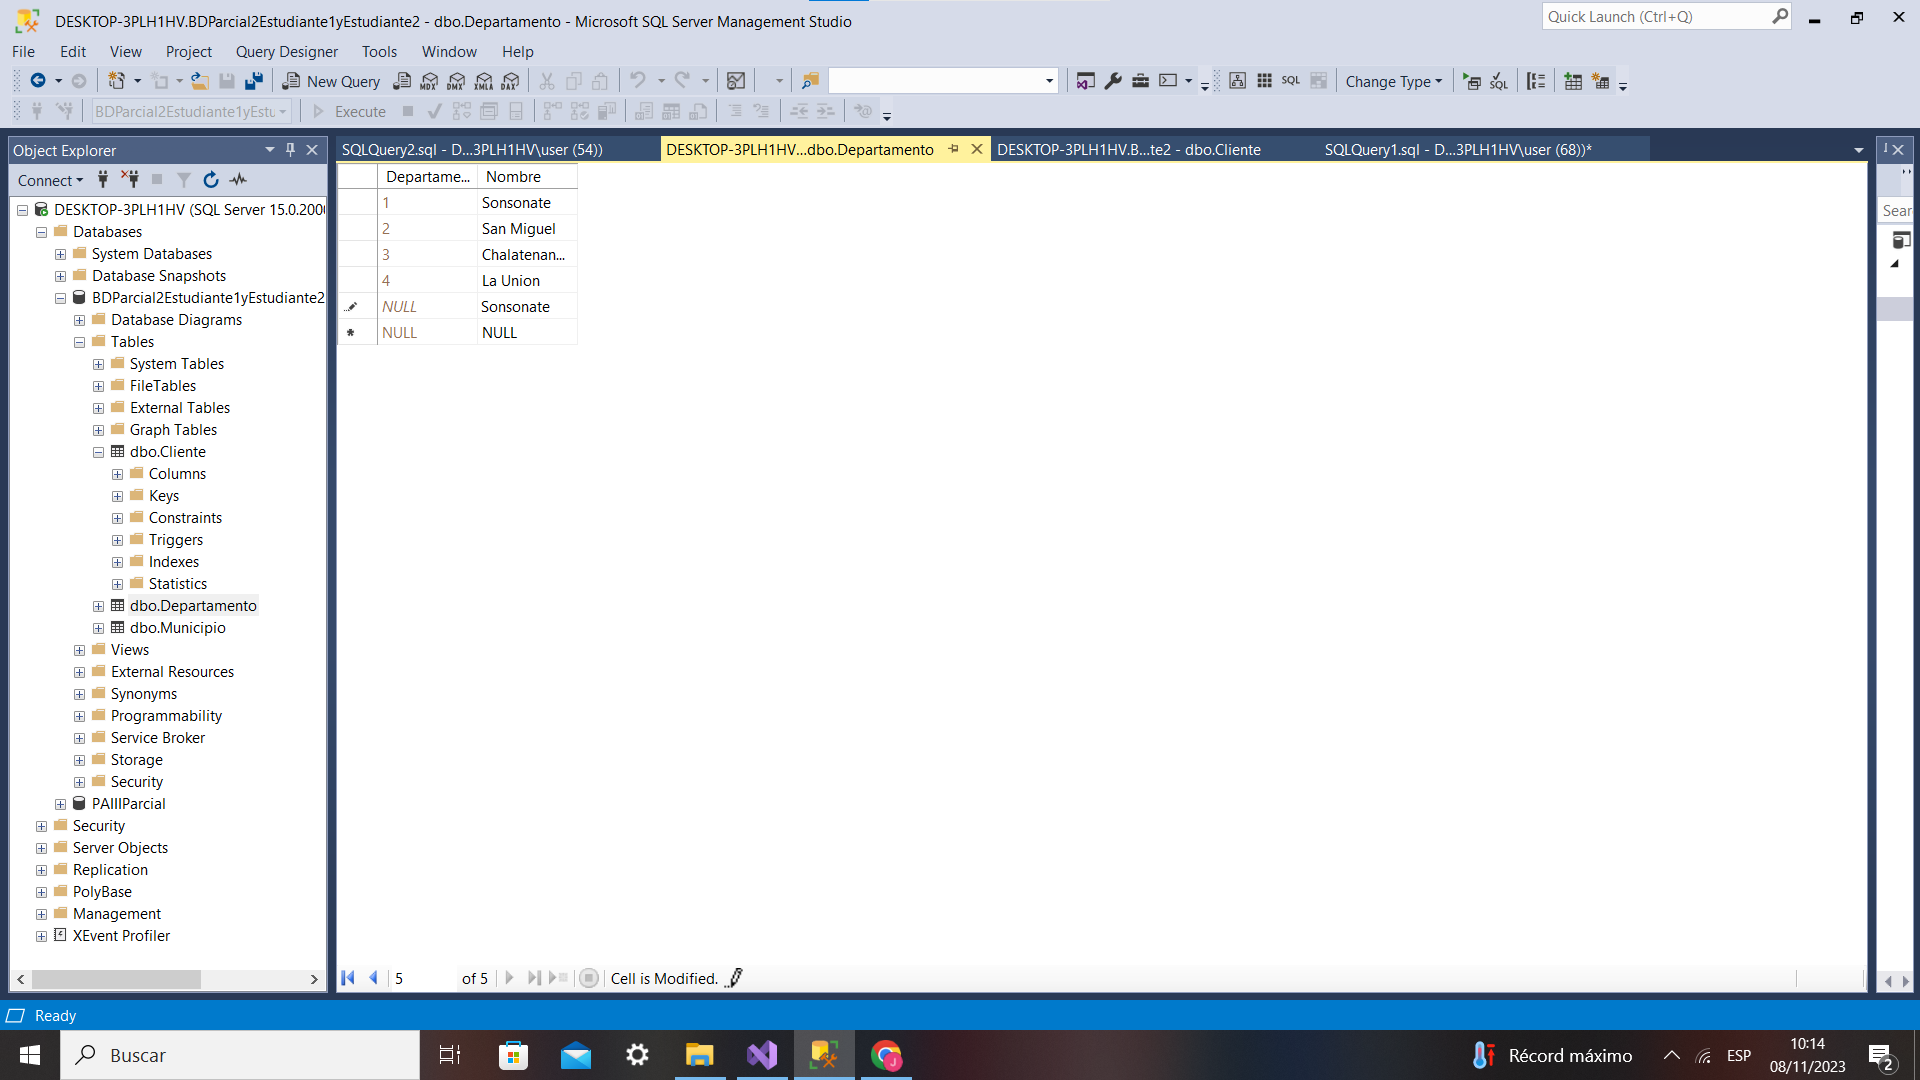 DESKTOP-3PLH1HV.BDParcial2Estudiante1yEstudiante2 - dbo.Departamento - Microsoft SQL Server Management Studio
Quick Launch (Ctrl+Q)
File Edit View Project Query Designer Tools Window Help
New Query MDX DMX XMLA DAX SQL Change Type SQL
BDParcial2Estudiante1yEstu Execute
Object Explorer
Connect
DESKTOP-3PLH1HV (SQL Server 15.0.200
Databases
System Databases
Database Snapshots
BDParcial2Estudiante1yEstudiante2
Database Diagrams
Tables
System Tables
FileTables
External Tables
Graph Tables
dbo.Cliente
Columns
Keys
Constraints
Triggers
Indexes
Statistics
dbo.Departamento
dbo.Municipio
Views
External Resources
Synonyms
Programmability
Service Broker
Storage
Security
PAIIIParcial
Security
Server Objects
Replication
PolyBase
Management
XEvent Profiler
SQLQuery2.sql - D...3PLH1HV\user (54))
DESKTOP-3PLH1HV...dbo.Departamento
DESKTOP-3PLH1HV.B...te2 - dbo.Cliente
SQLQuery1.sql - D...3PLH1HV\user (68))*
Departame... Nombre
1 Sonsonate
2 San Miguel
3 Chalatenan...
4 La Union
NULL Sonsonate
NULL NULL
Sear
5 of 5 Cell is Modified.
Ready
Buscar
Récord máximo
ESP
10:14
08/11/2023
2